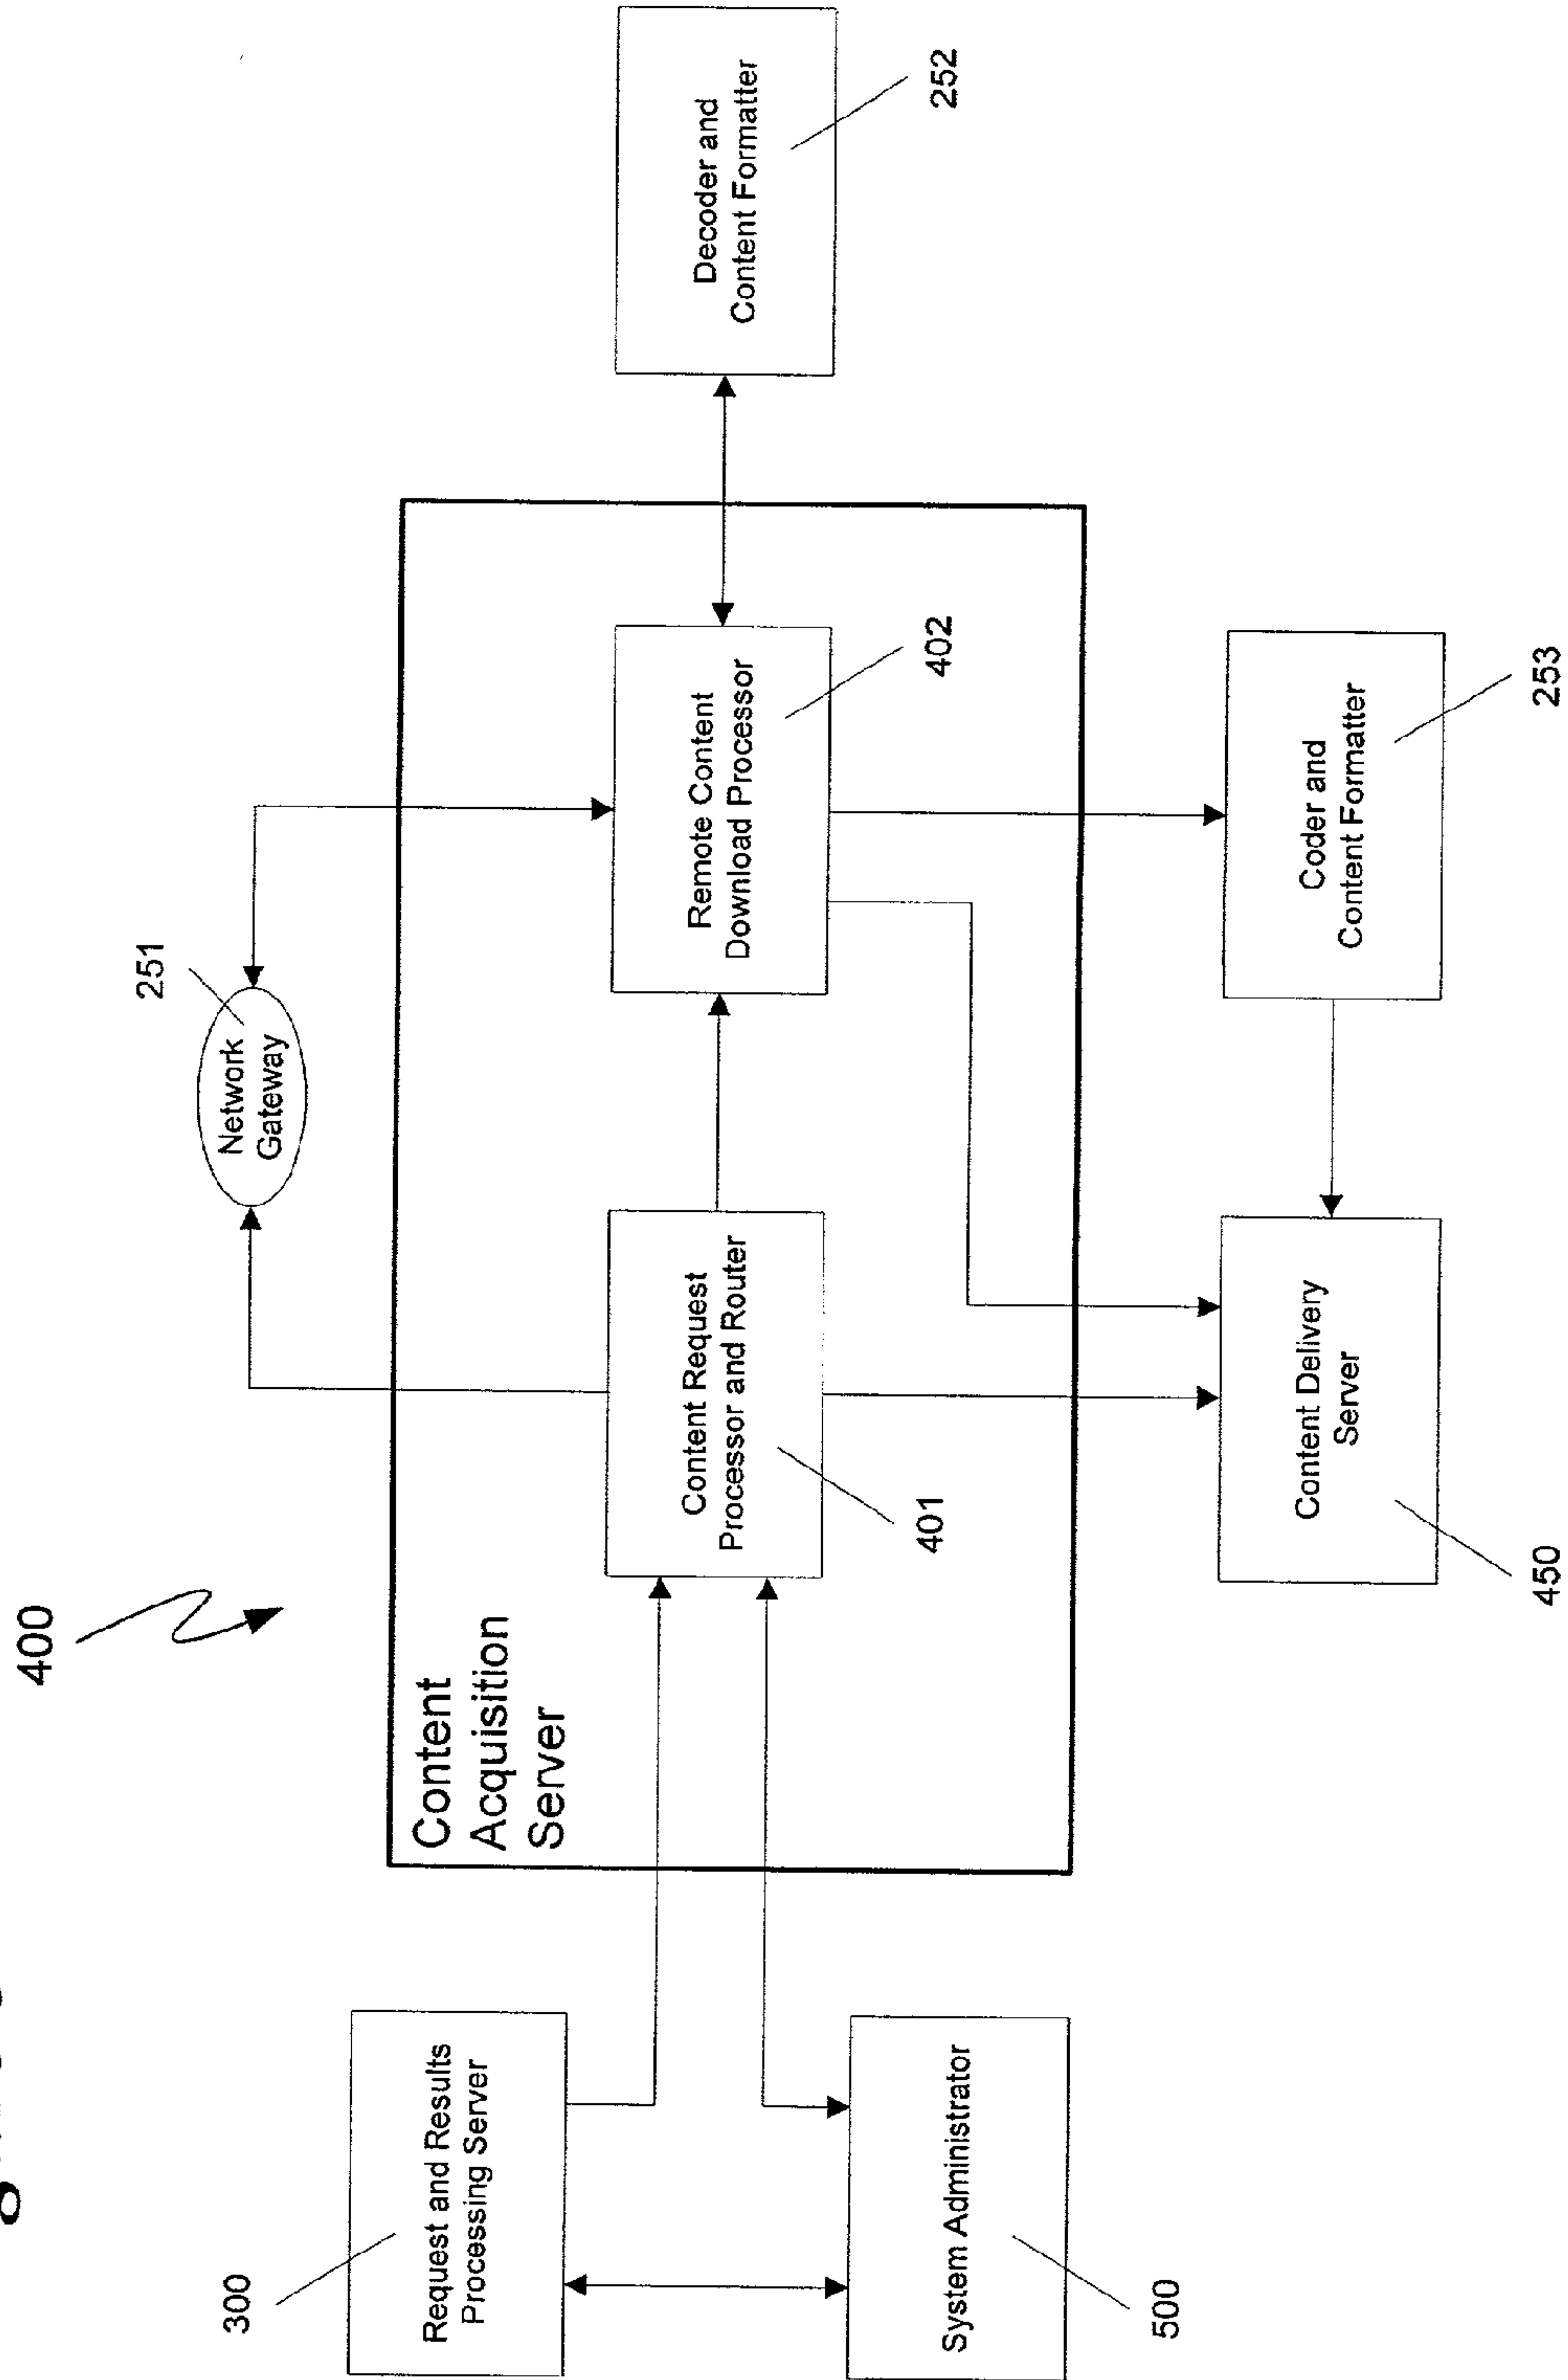 400
251
Network
Gateway
Content
Acquisition
Server
300
Request and Results
Processing Server
Content Request
Processor and Router
401
Remote Content
Download Processor
402
Decoder and
Content Formatter
252
System Administrator
500
Content Delivery
Server
450
Coder and
Content Formatter
253